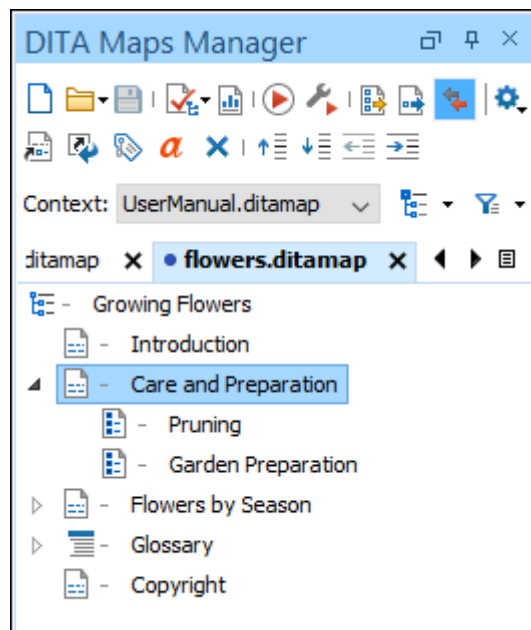 DITA Maps Manager
Context: UserManual.ditamap
ditamap flowers.ditamap
Growing Flowers
Introduction
Care and Preparation
Pruning
Garden Preparation
Flowers by Season
Glossary
Copyright